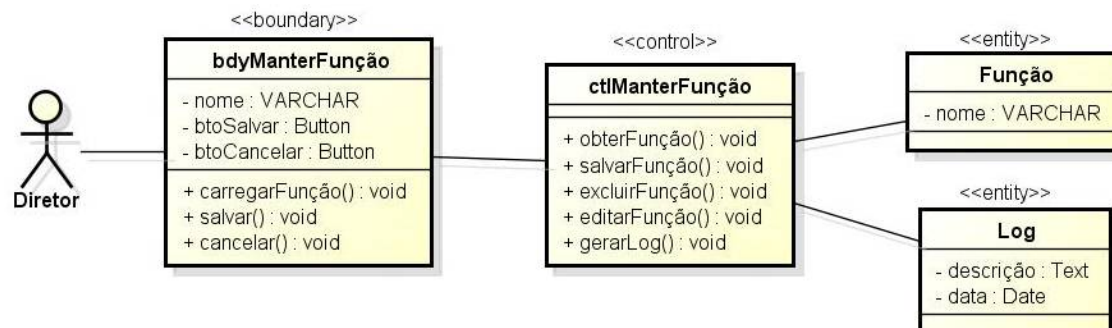 <<boundary>>
bdyManterFunção
- nome : VARCHAR
- btoSalvar : Button
- btoCancelar : Button
+ carregarFunção() : void
+ salvar() : void
+ cancelar() : void
Diretor
<<control>>
ctlManterFunção
+ obterFunção() : void
+ salvarFunção() : void
+ excluirFunção() : void
+ editarFunção() : void
+ gerarLog() : void
<<entity>>
Função
- nome : VARCHAR
<<entity>>
Log
- descrição : Text
- data : Date